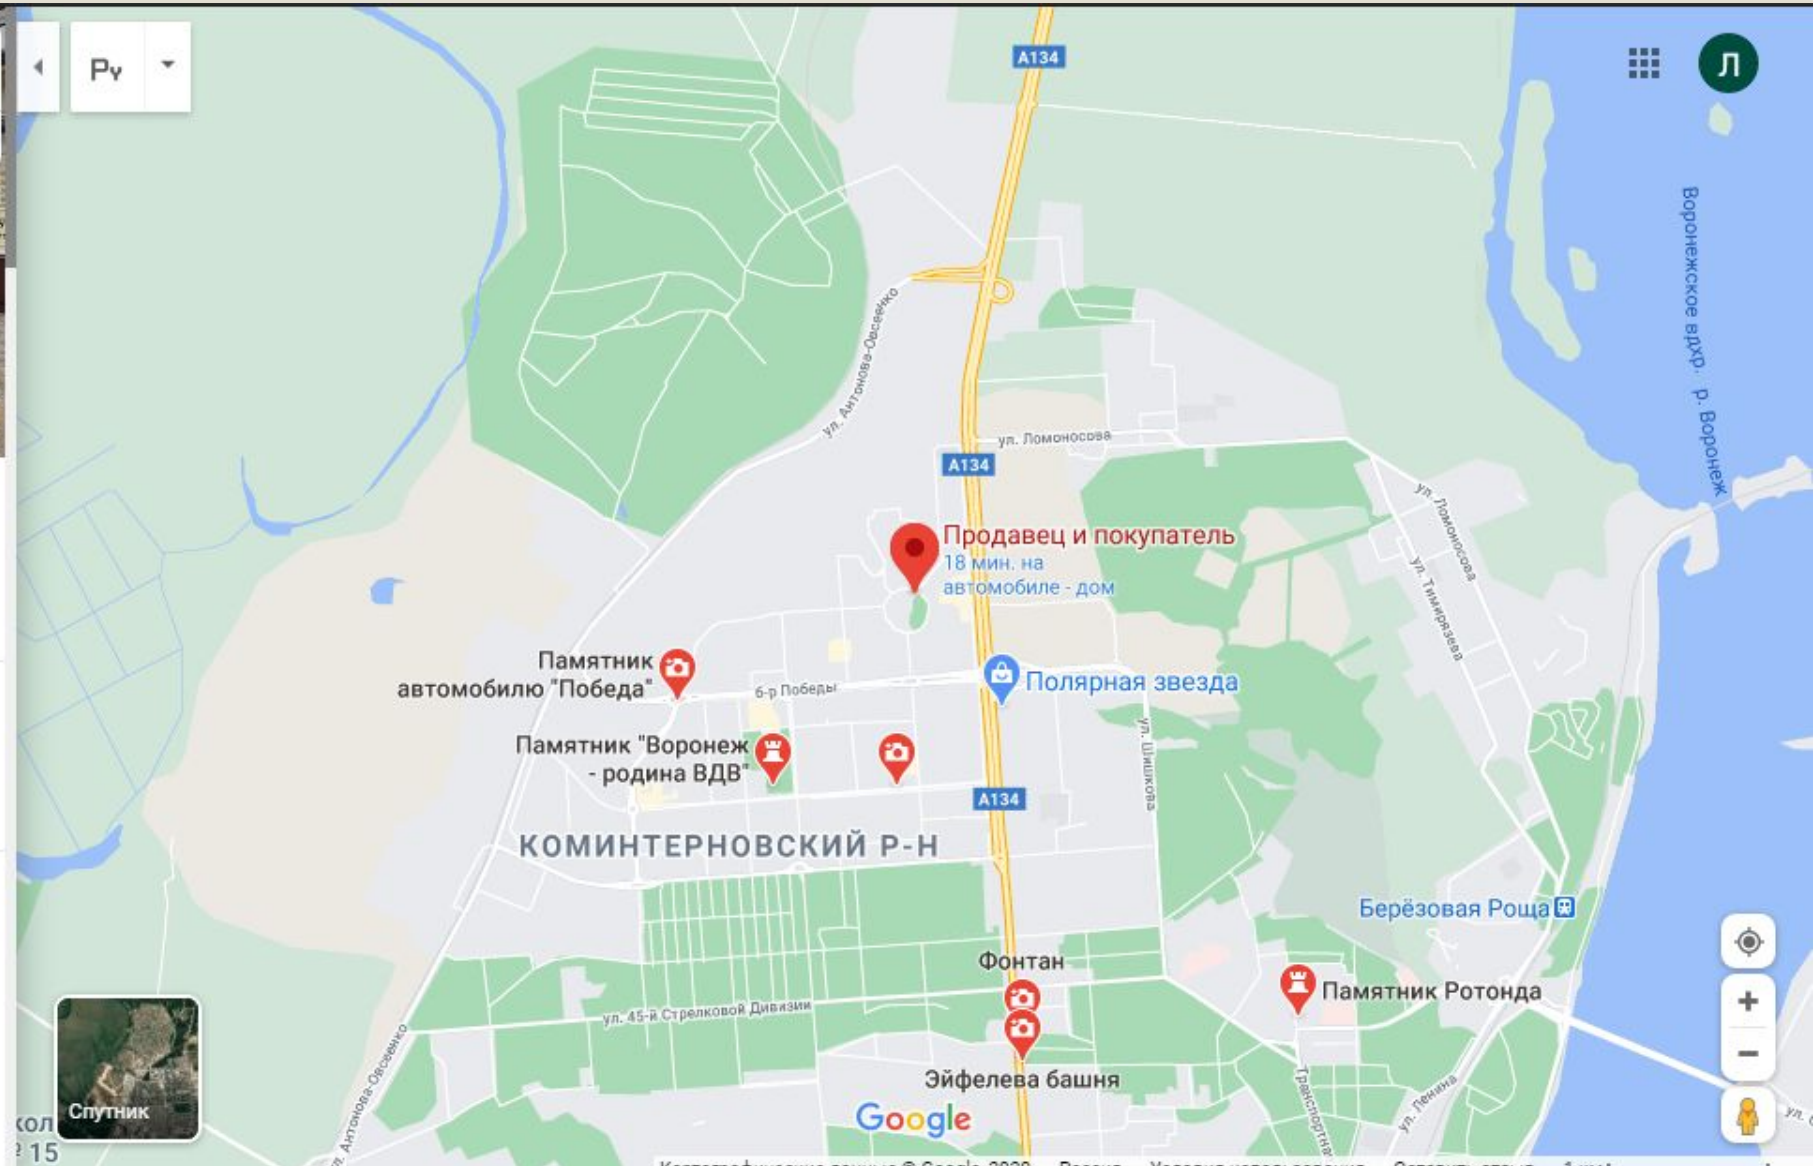 A134
Л
Воронежское вдхр.
р. Воронеж
ул. Антонова-Овсеенко
ул. Ломоносова
A134
ул. Ломоносова
Продавец и покупатель
18 мин. на
автомобиле - дом
ул. Тимирязева
Памятник
автомобилю "Победа"
б-р Победы
Полярная звезда
Памятник "Воронеж
- родина ВДВ"
ул. Шишкова
A134
КОМИНТЕРНОВСКИЙ Р-Н
Берёзовая Роща
Фонтан
Памятник Ротонда
ул. 45-й Стрелковой Дивизии
Эйфелева башня
ул. Антонова-Овсеенко
Транспортная
ул. Ленина
Спутник
Google
15